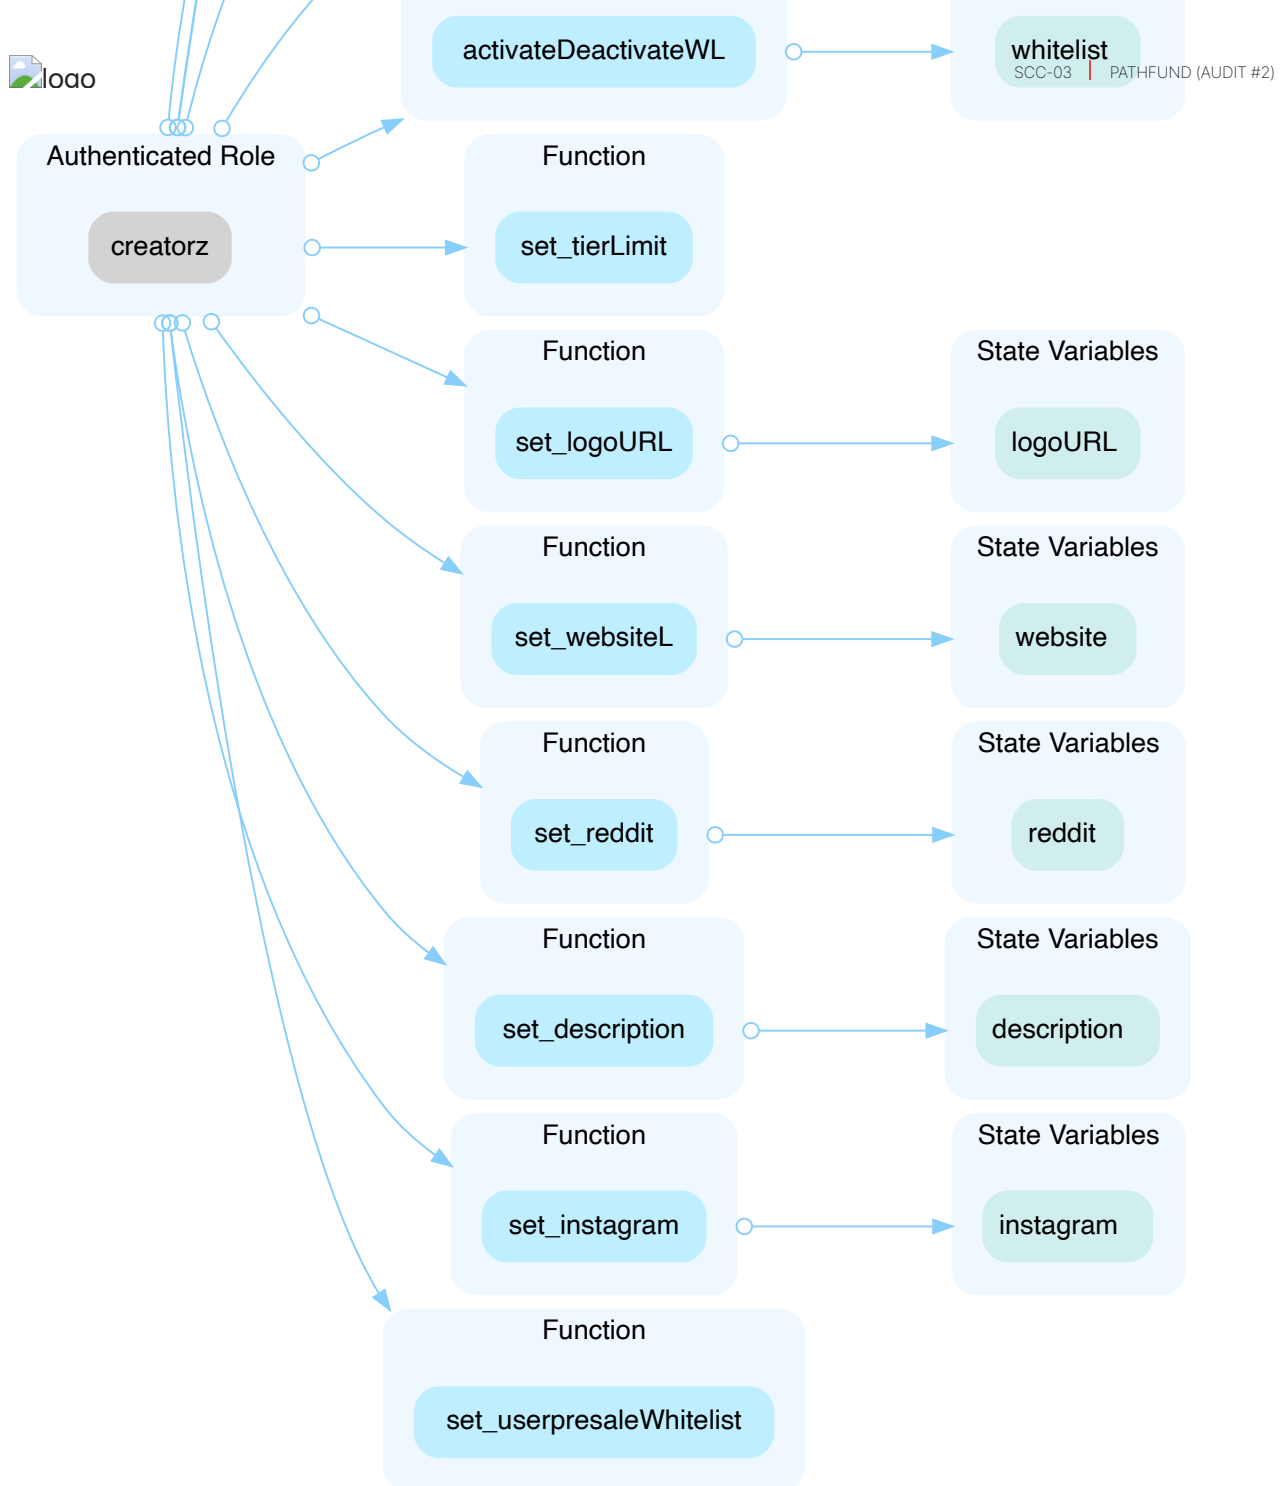 activateDeactivateWL
whitelist
logo
SCC-03 | PATHFUND (AUDIT #2)
Authenticated Role
creatorz
Function
set_tierLimit
Function
set_logoURL
State Variables
logoURL
Function
set_websiteL
State Variables
website
Function
set_reddit
State Variables
reddit
Function
set_description
State Variables
description
Function
set_instagram
State Variables
instagram
Function
set_userpresaleWhitelist